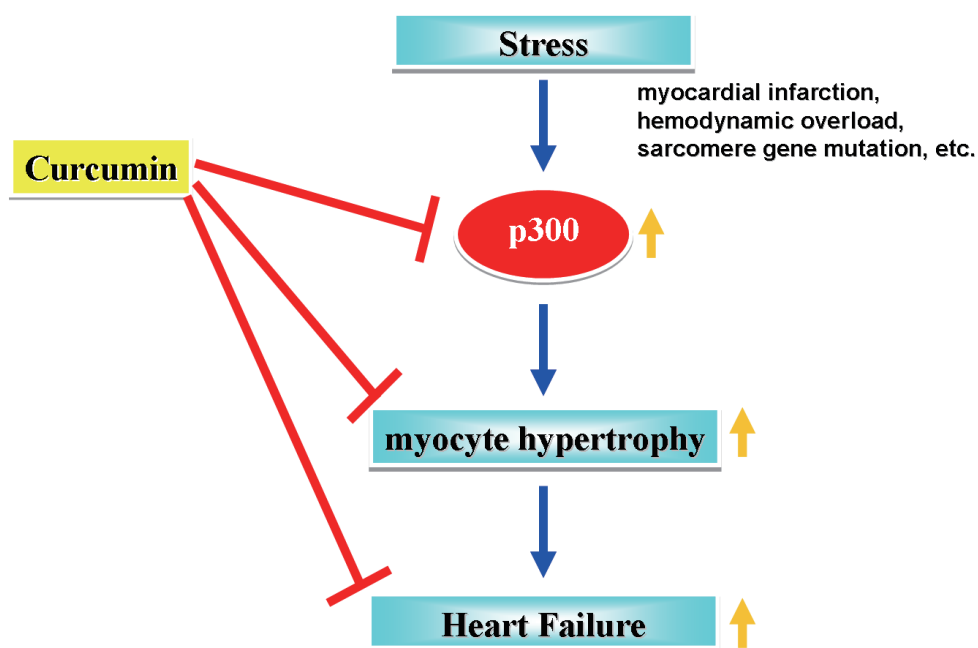 Stress
myocardial infarction,
hemodynamic overload,
sarcomere gene mutation, etc.
Curcumin
p300
myocyte hypertrophy
Heart Failure